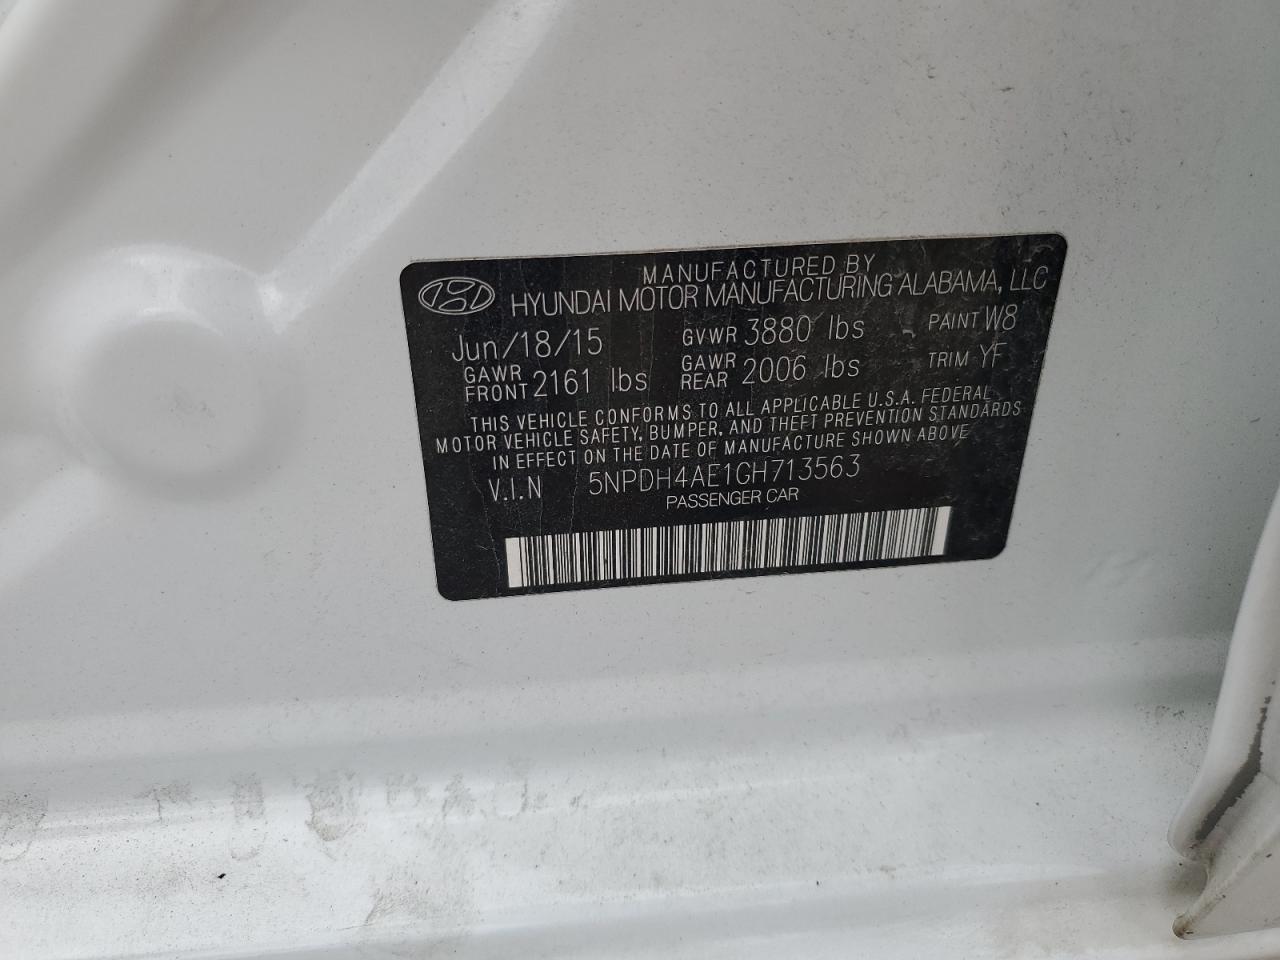 MANUFACTURED BY
HYUNDAI MOTOR MANUFACTURING ALABAMA, LLC
Jun/18/15 GVWR 3880 lbs PAINT W8
GAWR FRONT 2161 lbs GAWR REAR 2006 lbs TRIM YF
THIS VEHICLE CONFORMS TO ALL APPLICABLE U.S.A. FEDERAL
MOTOR VEHICLE SAFETY, BUMPER, AND THEFT PREVENTION STANDARDS
IN EFFECT ON THE DATE OF MANUFACTURE SHOWN ABOVE
V.I.N 5NPDH4AE1GH713563
PASSENGER CAR